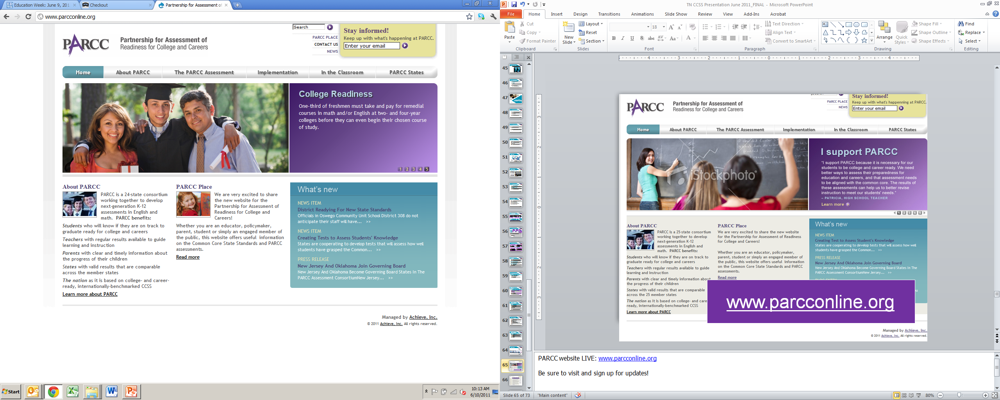 Education Week: June 9, 201
Checkout
Partnership for Assessment of
www.parcconline.org
Search
PARCC PLACE
CONTACT US
NEWS
Stay informed!
Keep up with what's happening at PARCC.
Enter your email
PARCC
Partnership for Assessment of
Readiness for College and Careers
Home
About PARCC
The PARCC Assessment
Implementation
In the Classroom
PARCC States
College Readiness
One-third of freshmen must take and pay for remedial
courses in math and/or English at two- and four-year
colleges before they can even begin their chosen course
of study.
1 2 3 4 5
About PARCC
PARCC is a 24-state consortium
working together to develop
next-generation K-12
assessments in English and
math. PARCC benefits:
Students who will know if they are on track to
graduate ready for college and careers
Teachers with regular results available to guide
learning and instruction
Parents with clear and timely information about
the progress of their children
States with valid results that are comparable
across the member states
The nation as it is based on college- and career-
ready, internationally-benchmarked CCSS
Learn more about PARCC
PARCC Place
We are very excited to share
the new website for the
Partnership for Assessment of
Readiness for College and
Careers!
Whether you are an educator, policymaker,
parent, student or simply an engaged member of
the public, this website offers useful information
on the Common Core State Standards and PARCC
assessments.
Read more
What's new
NEWS ITEM
District Readying For New State Standards
Officials in Oswego Community Unit School District 308 do not
anticipate their staff will have... >>
NEWS ITEM
Creating Tests to Assess Students' Knowledge
States are cooperating to develop tests that will assess how well
students have grasped the Common... >>
PRESS RELEASE
New Jersey And Oklahoma Join Governing Board
New Jersey And Oklahoma Become Governing Board States In The
PARCC Assessment ConsortiumNew Jersey... >>
Managed by Achieve, Inc.
© 2011 Achieve, Inc. All rights reserved.
Start
10:13 AM
6/10/2011
TN CCSS Presentation June 2011_FINAL - Microsoft PowerPoint
File
Home
Insert
Design
Transitions
Animations
Slide Show
Review
View
Add-Ins
Acrobat
Paste
Cut
Copy
Format Painter
Clipboard
New
Slide
Layout
Reset
Section
Slides
18
Font
Text Direction
Align Text
Convert to SmartArt
Paragraph
Arrange
Quick
Styles
Shape Fill
Shape Outline
Shape Effects
Drawing
Find
Replace
Select
Editing
45
46
47
48
49
50
51
52
53
54
55
56
57
58
59
60
61
62
63
64
65
66
PARCC
Partnership for Assessment of
Readiness for College and Careers
PARCC PLACE
NEWS
Stay informed!
Keep up with what's happening at PARCC.
Enter your email
Home
About PARCC
The PARCC Assessment
Implementation
In the Classroom
PARCC States
iStockphoto
I support PARCC
"I support PARCC because it is necessary for our
students to be college and career ready. We need
better ways to assess their preparedness for
education and careers, and that assessment needs
to be aligned with the common core. The results of
these assessments can help us to better revise
instruction to meet our students' needs."
– PATRICIA, HIGH SCHOOL TEACHER
Learn more
1 2 3 4 5
About PARCC
PARCC is a 25-state consortium
working together to develop
next-generation K-12
assessments in English and
math. PARCC benefits:
Students who will know if they are on track to
graduate ready for college and careers
Teachers with regular results available to guide
learning and instruction
Parents with clear and timely information about
the progress of their children
States with valid results that are comparable
across the 25 member states
The nation as it is based on college- and care
ready, internationally-benchmarked CCSS
Learn more about PARCC
PARCC Place
We are very excited to share the new website
for the Partnership for Assessment of Readiness
for College and Careers!
Whether you are an educator, policymaker,
parent, student or simply an engaged member of
the public, this website offers useful information
on the Common Core State Standards and PARCC
assessments.
Read more
What's new
NEWS ITEM
Creating Test to Assess Student's Knowledge
States are cooperating to develop tests that will assess how well
students have grasped the Common... >>
PRESS RELEASE
New Jersey And Oklahoma Join Governing Board
New Jersey And Oklahoma Become Governing Board States In The
PARCC Assessment ConsortiumNew Jersey... >>
www.parcconline.org
Managed by Achieve, Inc.
© 2011 Achieve, Inc. All rights reserved.
PARCC website LIVE: www.parcconline.org
Be sure to visit and sign up for updates!
Slide 65 of 73
"Main content"
80%